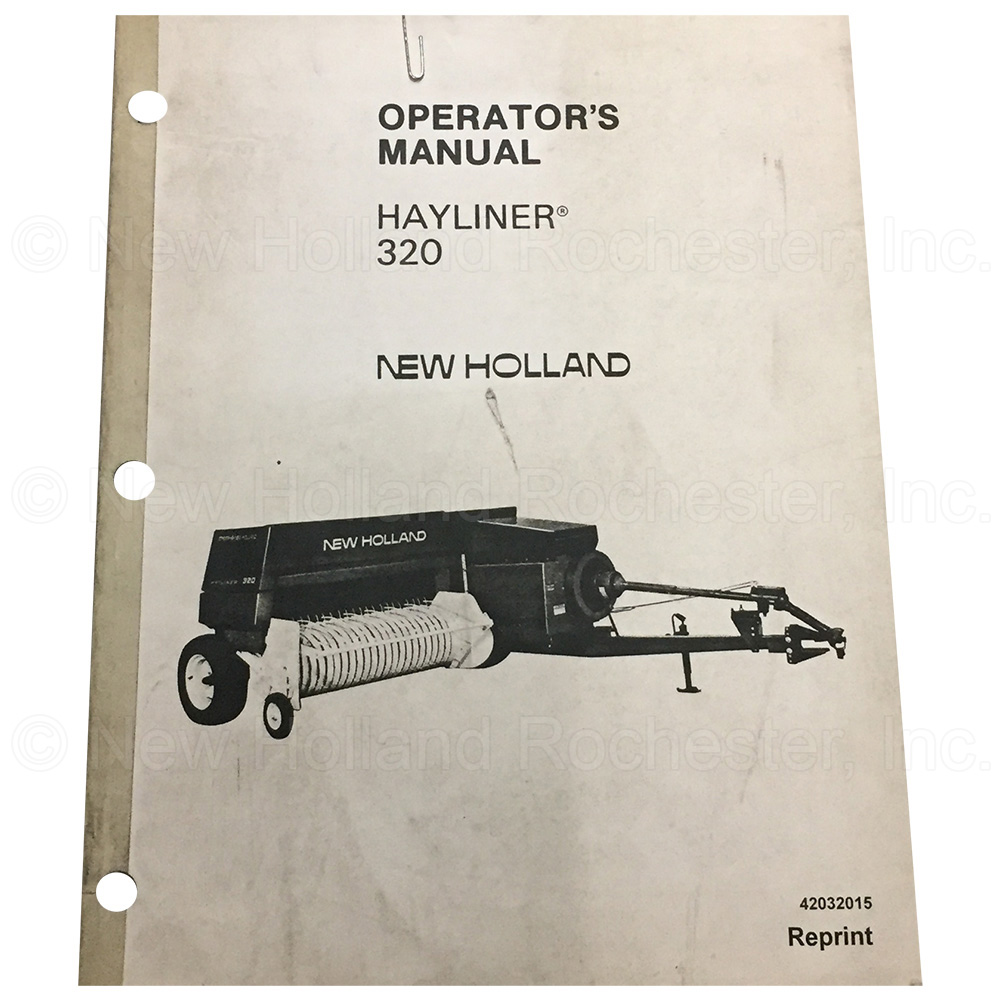 OPERATOR'S
MANUAL
HAYLINER®
320
© New Holland Rochester, Inc.
NEW HOLLAND
© New Holland Rochester, Inc.
NEW HOLLAND
HAYLINER 320
© New Holland Rochester, Inc.
42032015
Reprint